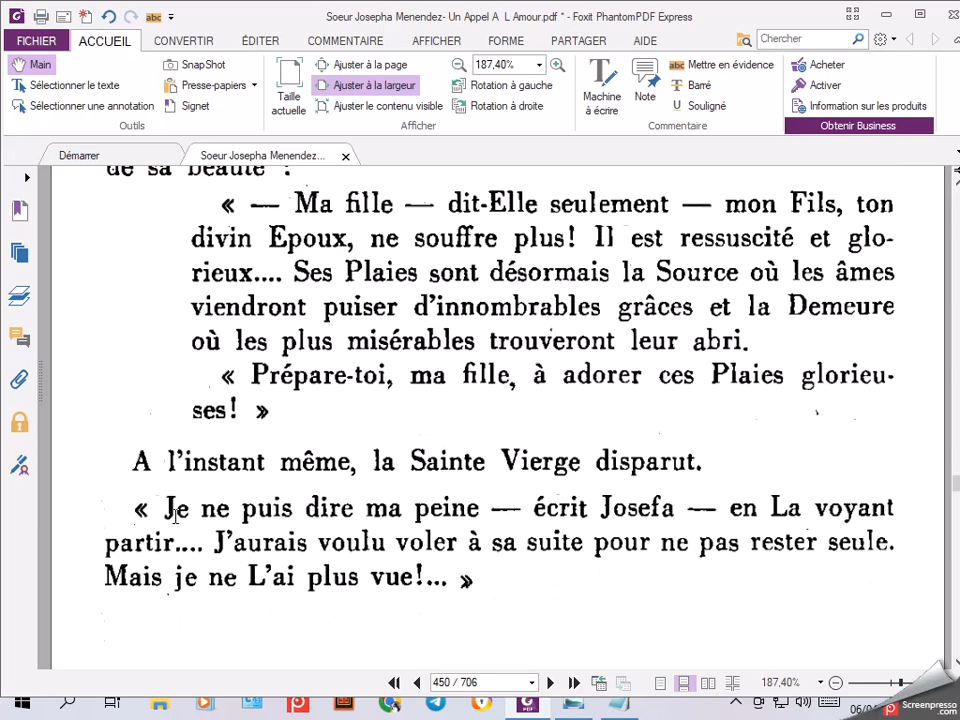 Soeur Josepha Menendez- Un Appel A L Amour.pdf * - Foxit PhantomPDF Express
FICHIER ACCUEIL CONVERTIR ÉDITER COMMENTAIRE AFFICHER FORME PARTAGER AIDE Chercher
Main SnapShot Ajuster à la page 187,40% Mettre en évidence Acheter
Sélectionner le texte Presse-papiers Taille actuelle Ajuster à la largeur Rotation à gauche Machine à écrire Note Barré Activer
Sélectionner une annotation Signet Ajuster le contenu visible Rotation à droite Souligné Information sur les produits
Outils Afficher Commentaire Obtenir Business
Démarrer Soeur Josepha Menendez...
de sa beauté :
« — Ma fille — dit-Elle seulement — mon Fils, ton
divin Epoux, ne souffre plus! Il est ressuscité et glo-
rieux.... Ses Plaies sont désormais la Source où les âmes
viendront puiser d'innombrables grâces et la Demeure
où les plus misérables trouveront leur abri.
« Prépare-toi, ma fille, à adorer ces Plaies glorieu-
ses! »
A l'instant même, la Sainte Vierge disparut.
« Je ne puis dire ma peine — écrit Josefa — en La voyant
partir.... J'aurais voulu voler à sa suite pour ne pas rester seule.
Mais je ne L'ai plus vue!... »
450 / 706 187,40%
Screenpresso.com